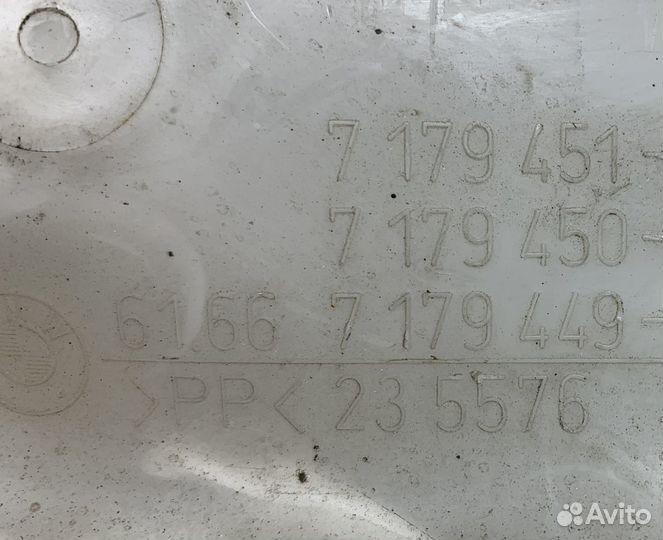 7 179 451-
7 179 450-
61.66 7 179 449-
>PP< 23 5576
Avito